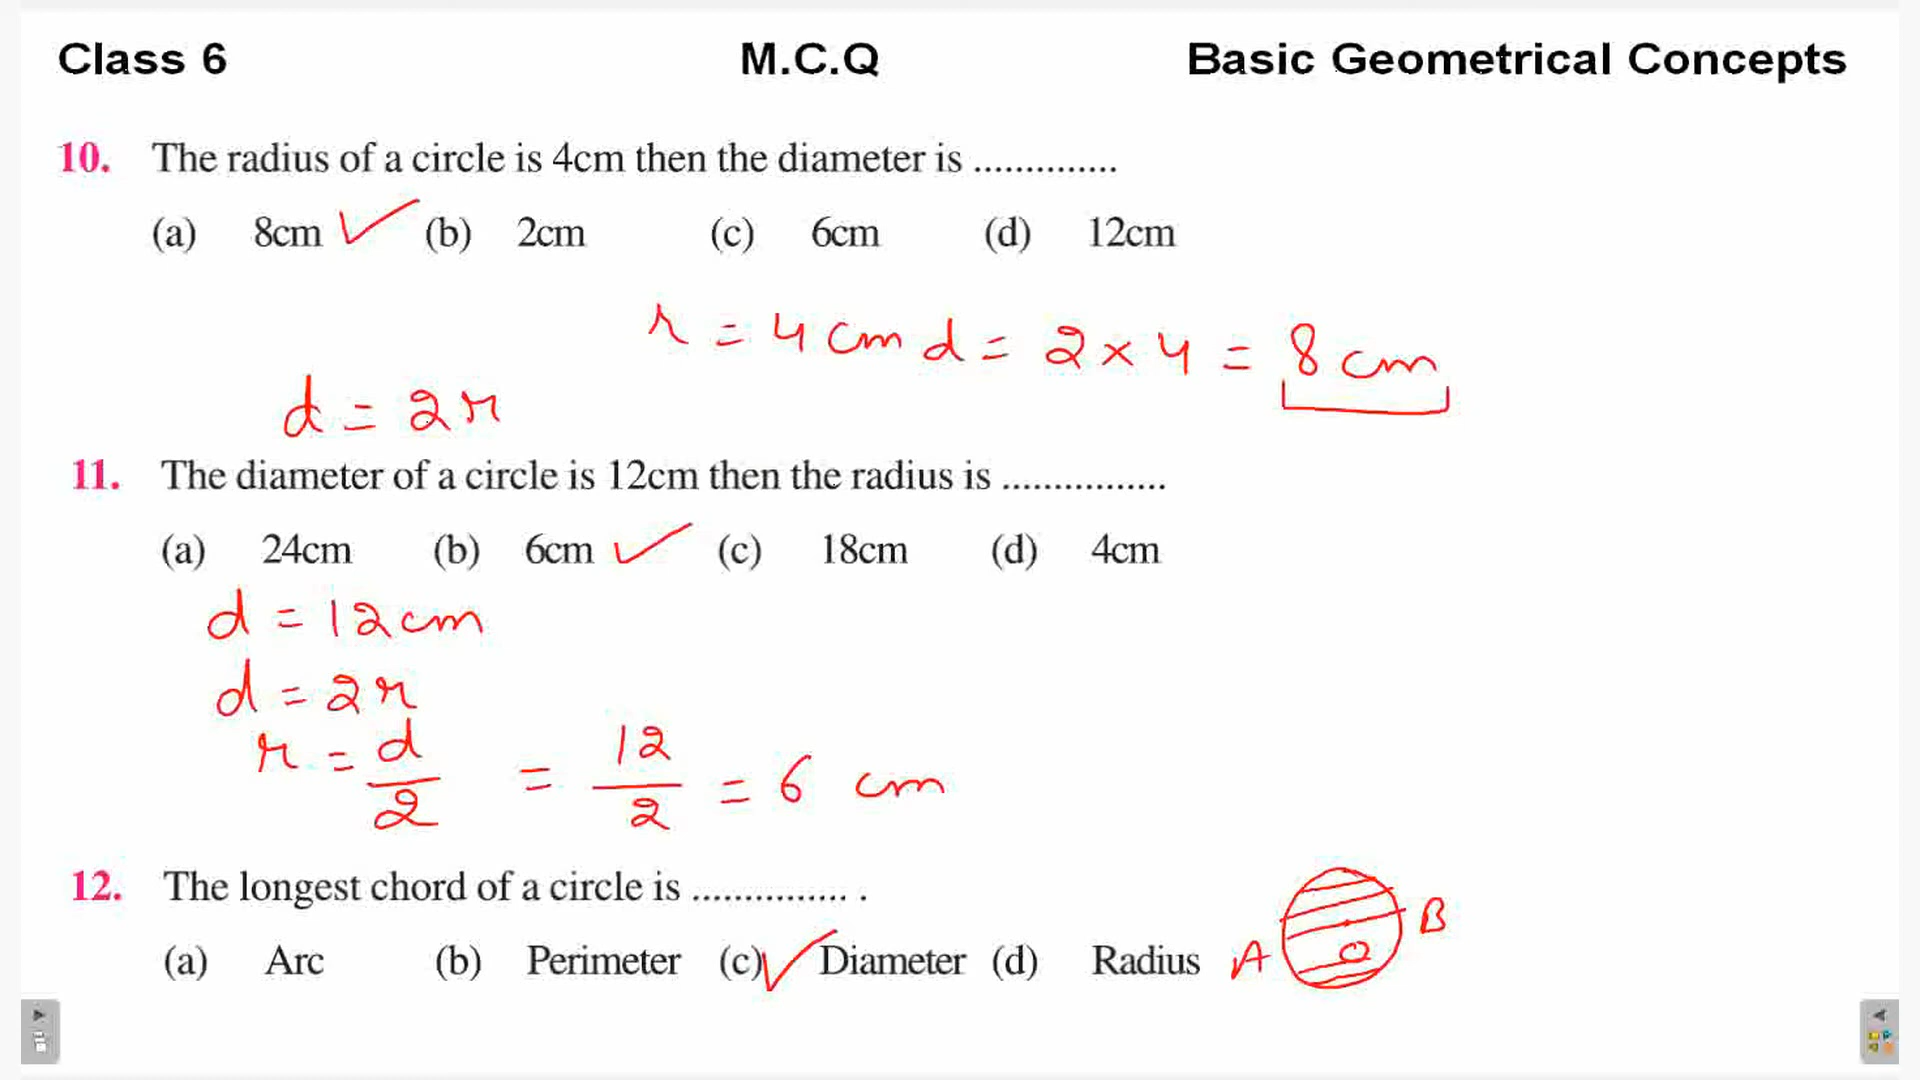 Class 6 M.C.Q Basic Geometrical Concepts
10. The radius of a circle is 4cm then the diameter is ..............
(a) 8cm ✓ (b) 2cm (c) 6cm (d) 12cm
r = 4 cm d = 2 × 4 = 8 cm
d = 2r
11. The diameter of a circle is 12cm then the radius is ................
(a) 24cm (b) 6cm ✓ (c) 18cm (d) 4cm
d = 12 cm
d = 2r
r = d/2 = 12/2 = 6 cm
12. The longest chord of a circle is ............... .
(a) Arc (b) Perimeter (c) ✓ Diameter (d) Radius
A O B